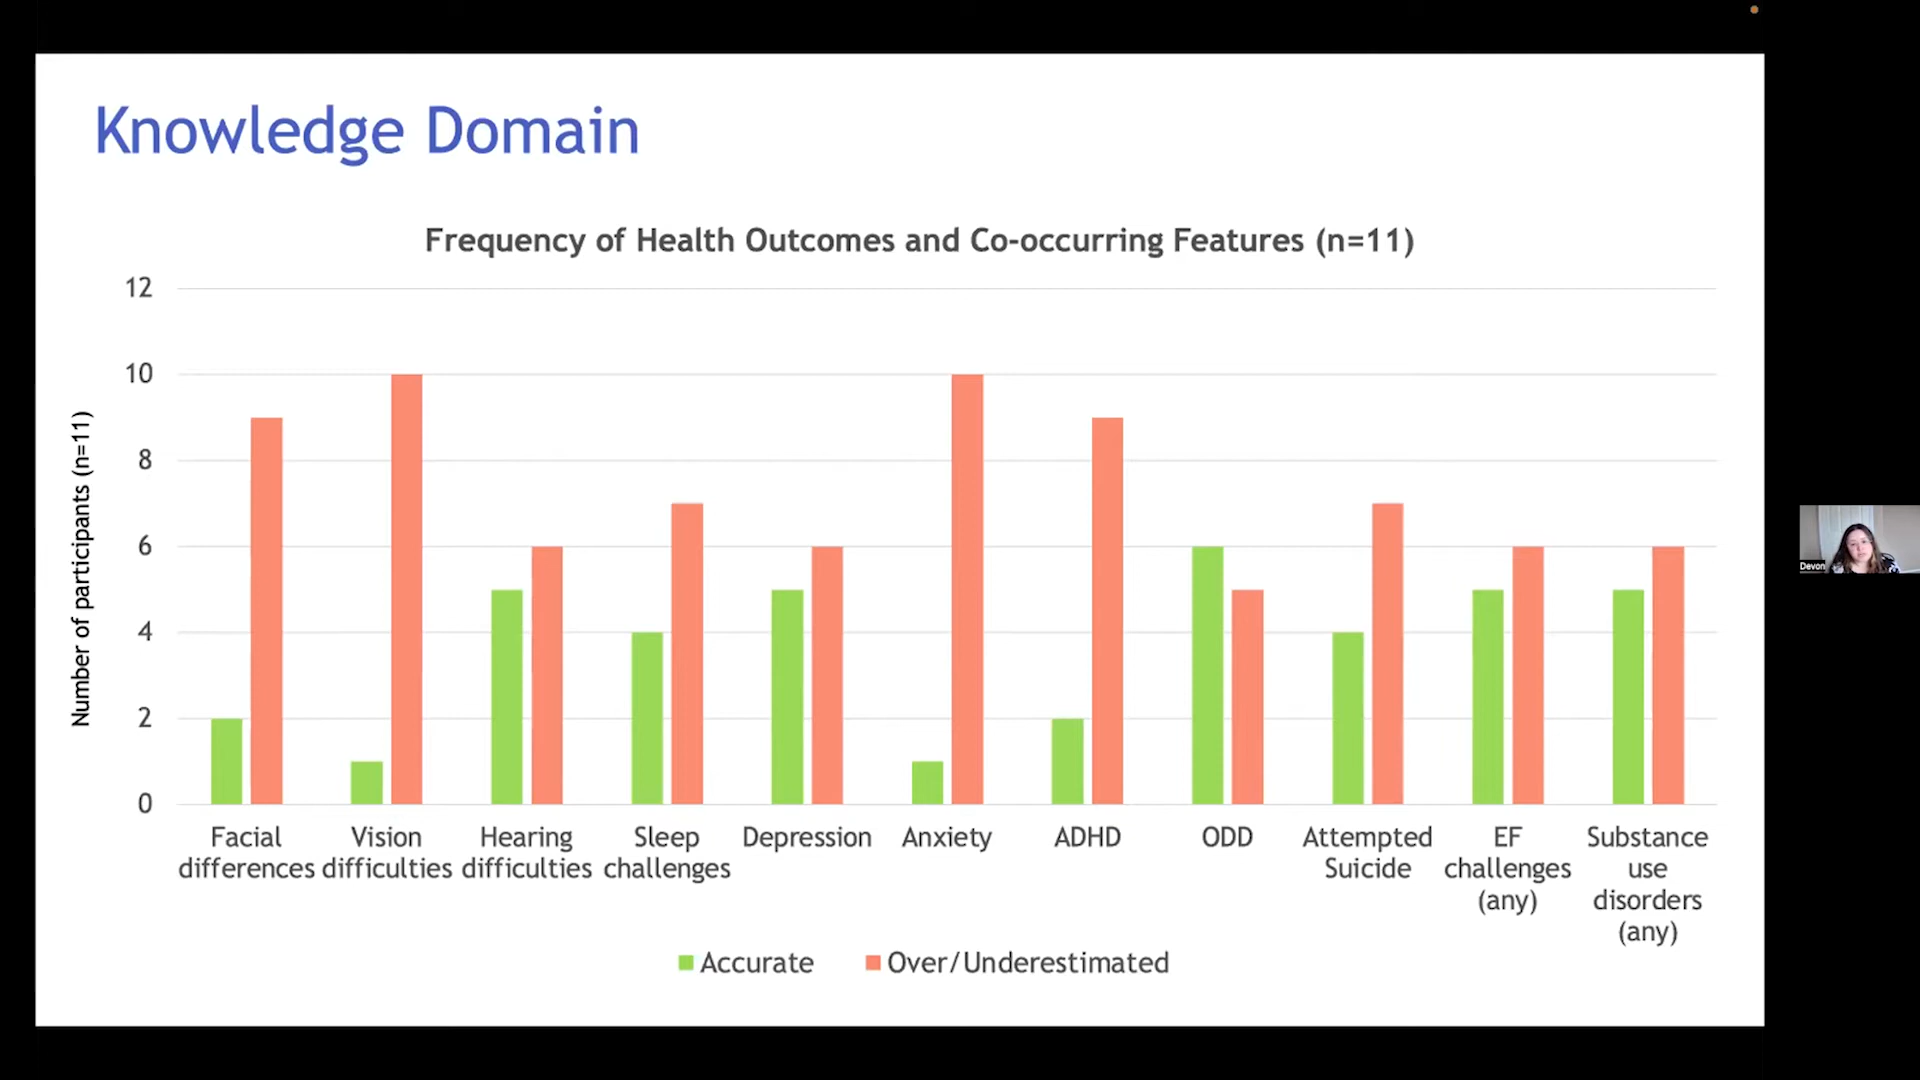 Knowledge Domain
Frequency of Health Outcomes and Co-occurring Features (n=11)
Number of participants (n=11)
12
10
8
6
4
2
0
Facial differences
Vision difficulties
Hearing difficulties
Sleep challenges
Depression
Anxiety
ADHD
ODD
Attempted Suicide
EF challenges (any)
Substance use disorders (any)
Accurate
Over/Underestimated
Devon